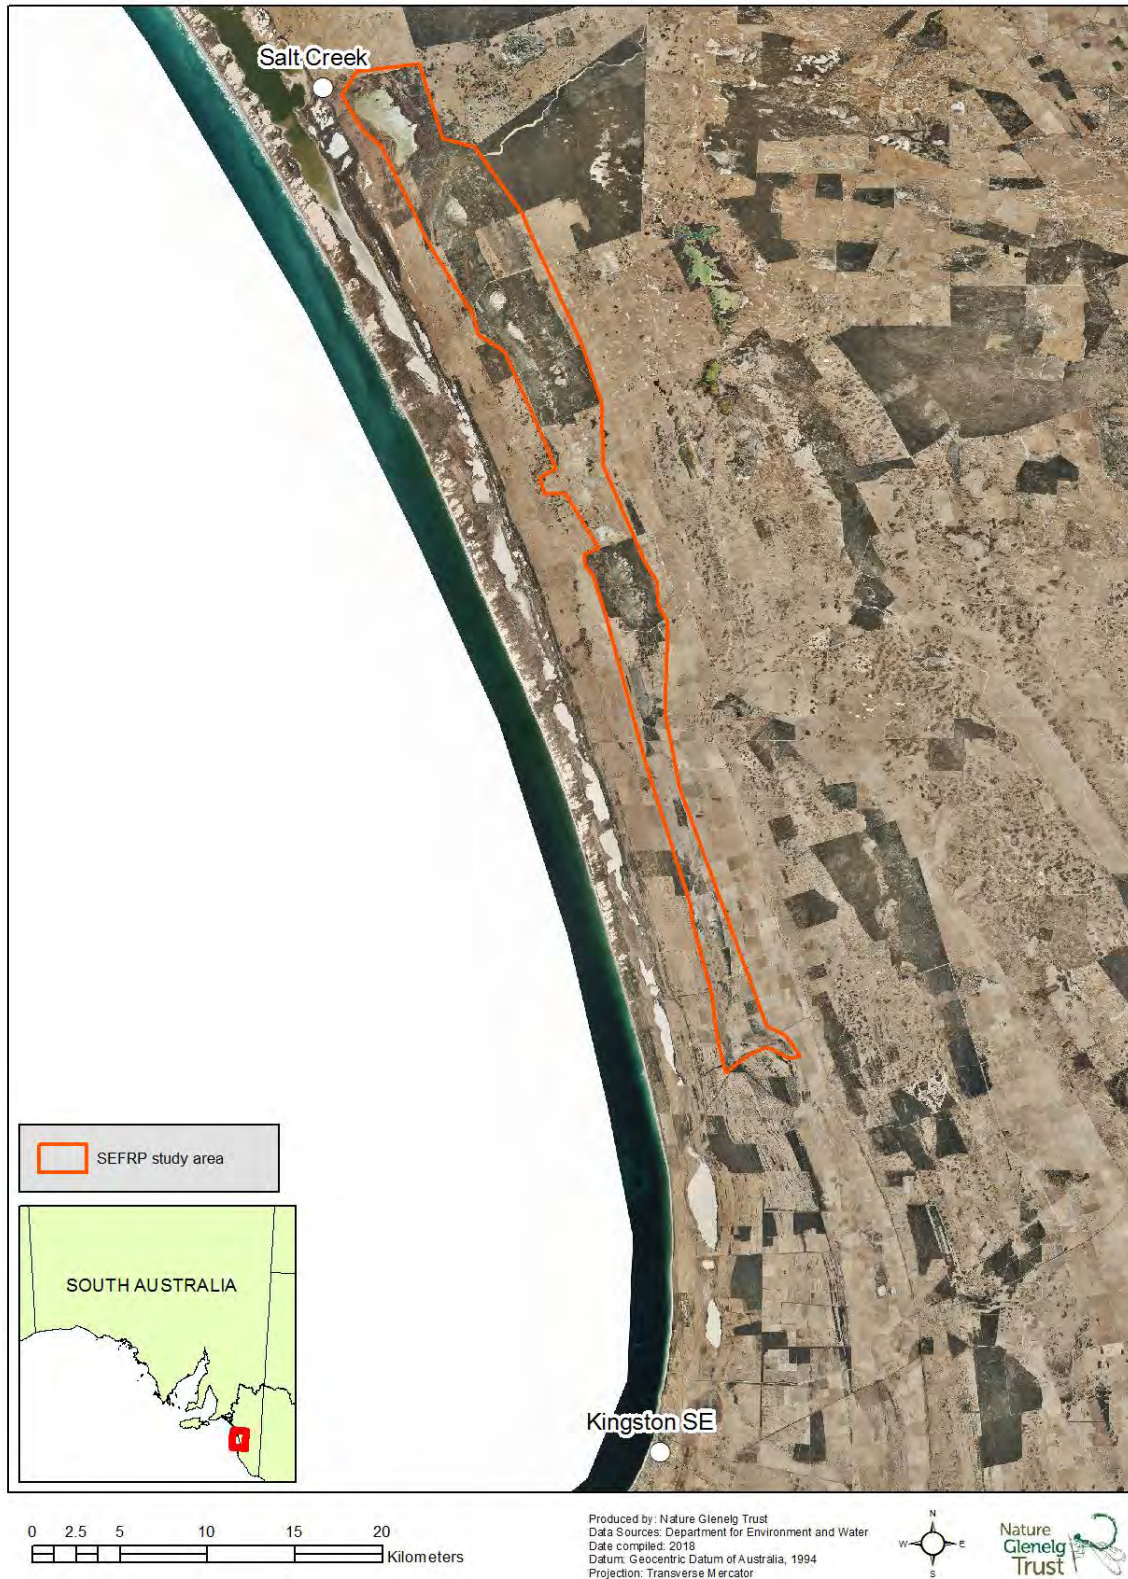 Salt Creek
Kingston SE
SEFRP study area
SOUTH AUSTRALIA
0 2.5 5 10 15 20
Kilometers
Produced by: Nature Glenelg Trust
Data Sources: Department for Environment and Water
Date compiled: 2018
Datum: Geocentric Datum of Australia, 1994
Projection: Transverse Mercator
N
W E
S
Nature
Glenelg
Trust